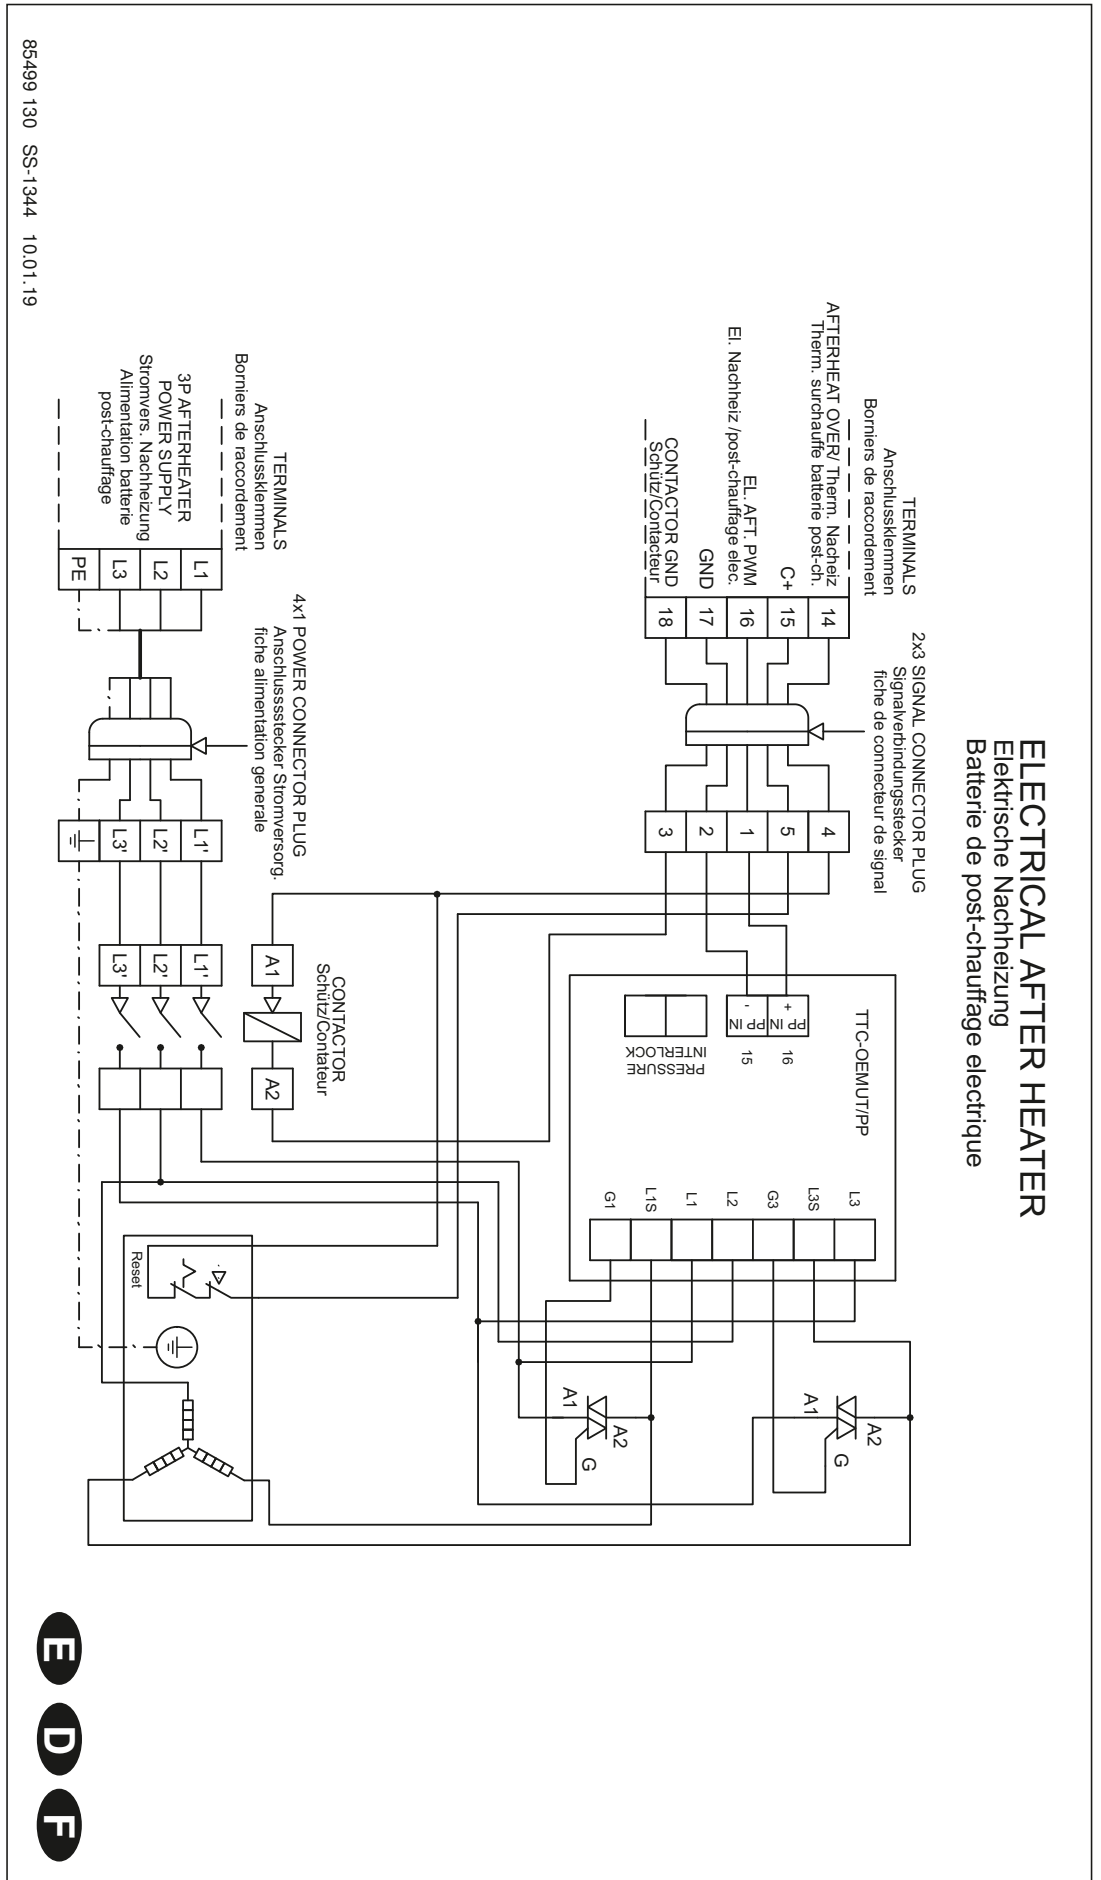 ELECTRICAL AFTER HEATER
Elektrische Nachheizung
Batterie de post-chauffage electrique
TERMINALS
Anschlussklemmen
Borniers de raccordement
AFTERHEAT OVER/ Therm. Nacheiz
Therm. surchauffe batterie post-ch.
C+
EL. AFT. PWM
El. Nachheiz /post-chauffage elec.
GND
CONTACTOR GND
Schütz/Contacteur
14
15
16
17
18
2x3 SIGNAL CONNECTOR PLUG
Signalverbindungsstecker
fiche de connecteur de signal
4
5
1
2
3
TTC-OEMUT/PP
+
PP IN
-
PP IN
16
15
PRESSURE
INTERLOCK
L3
L3S
G3
L2
L1
L1S
G1
A1
A2
G
A1
A2
G
TERMINALS
Anschlussklemmen
Borniers de raccordement
3P AFTERHEATER
POWER SUPPLY
Stromvers. Nachheizung
Alimentation batterie
post-chauffage
L1
L2
L3
PE
4x1 POWER CONNECTOR PLUG
Anschlusssstecker Stromversorg.
fiche alimentation generale
L1'
L2'
L3'
CONTACTOR
Schütz/Contateur
A1
A2
L1'
L2'
L3'
Reset
85499 130 SS-1344 10.01.19
E D F